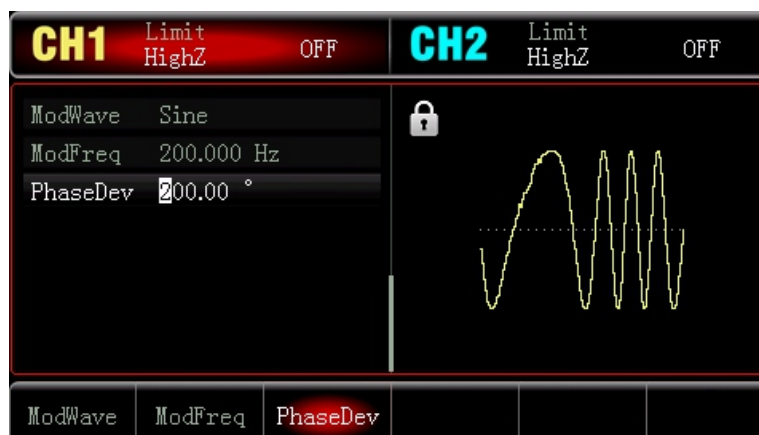 CH1 Limit HighZ OFF CH2 Limit HighZ OFF
ModWave Sine
ModFreq 200.000 Hz
PhaseDev 200.00 °
ModWave ModFreq PhaseDev